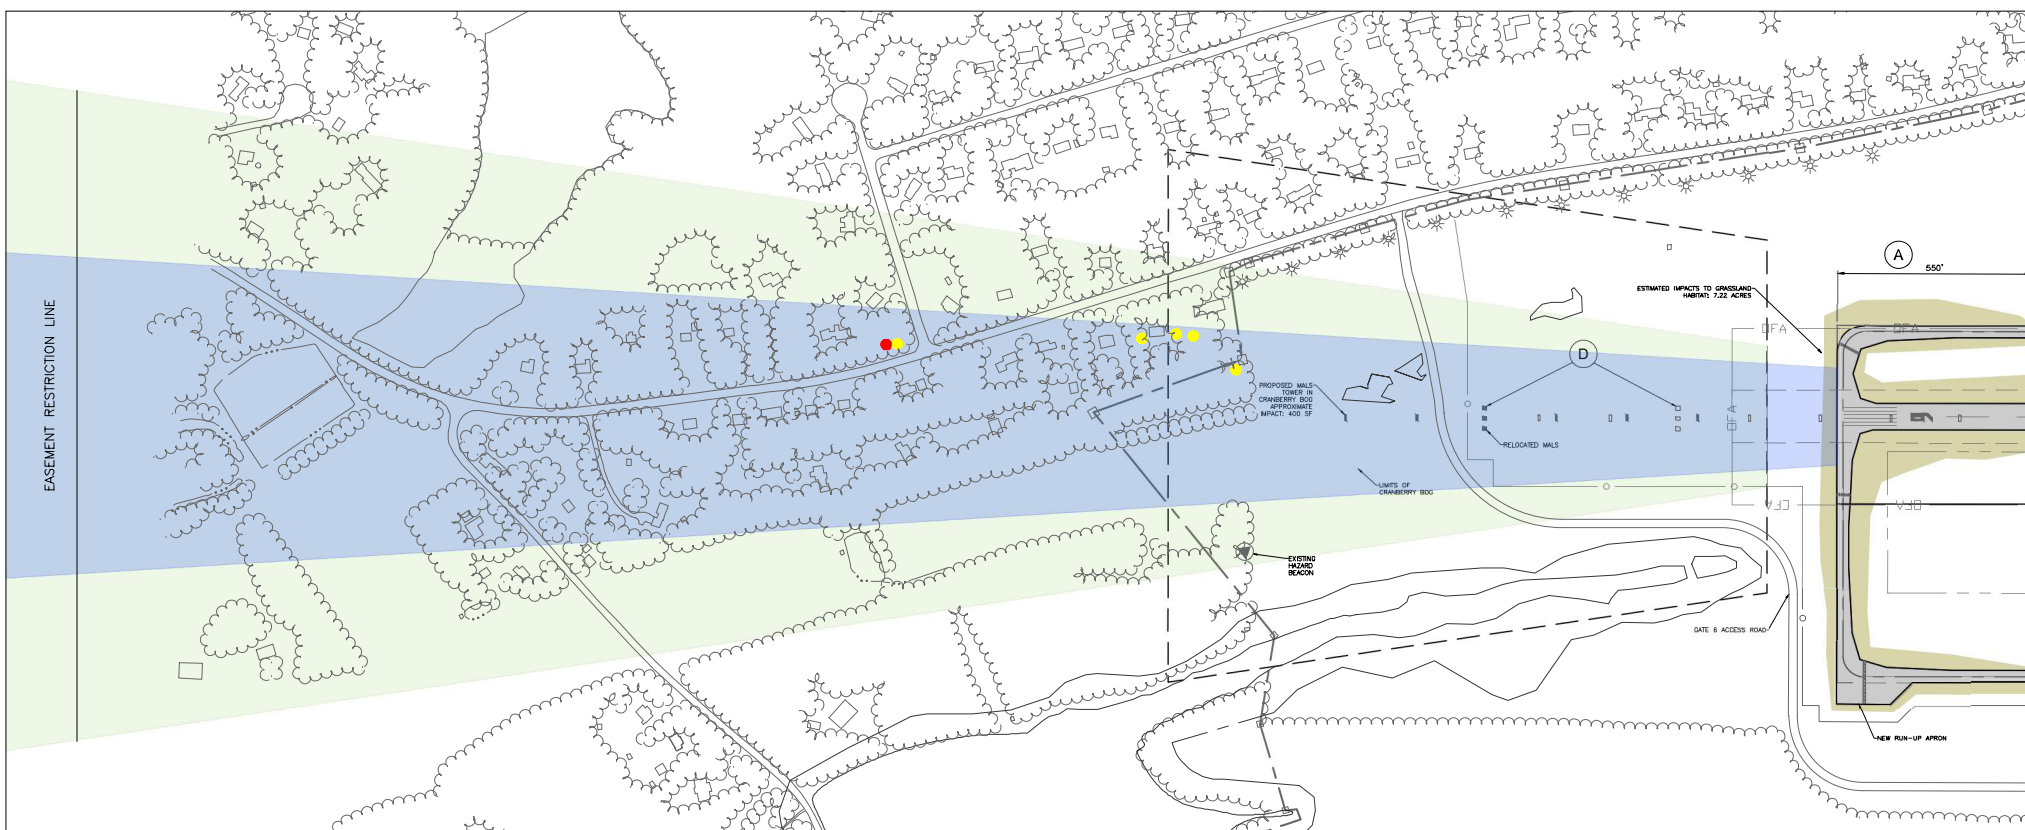 EASEMENT RESTRICTION LINE
A
550'
ESTIMATED IMPACTS TO GRASSLAND
HABITAT: 7.22 ACRES
OFA
OFA
D
PROPOSED MALS
TOWER IN
CRANBERRY BOG
APPROXIMATE
IMPACT: 400 SF
OFA
RELOCATED MALS
LIMITS OF
CRANBERRY BOG
OFA
OFA
EXISTING
HAZARD
BEACON
GATE 6 ACCESS ROAD
NEW RUN-UP APRON